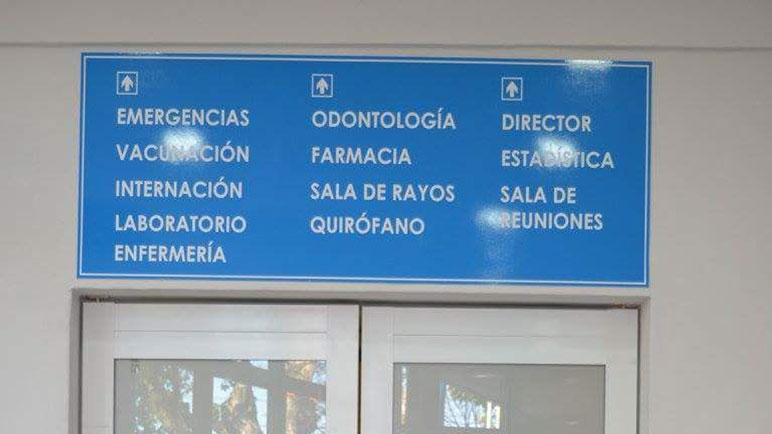 EMERGENCIAS
VACUNACIÓN
INTERNACIÓN
LABORATORIO
ENFERMERÍA
ODONTOLOGÍA
FARMACIA
SALA DE RAYOS
QUIRÓFANO
DIRECTOR
ESTADÍSTICA
SALA DE
REUNIONES